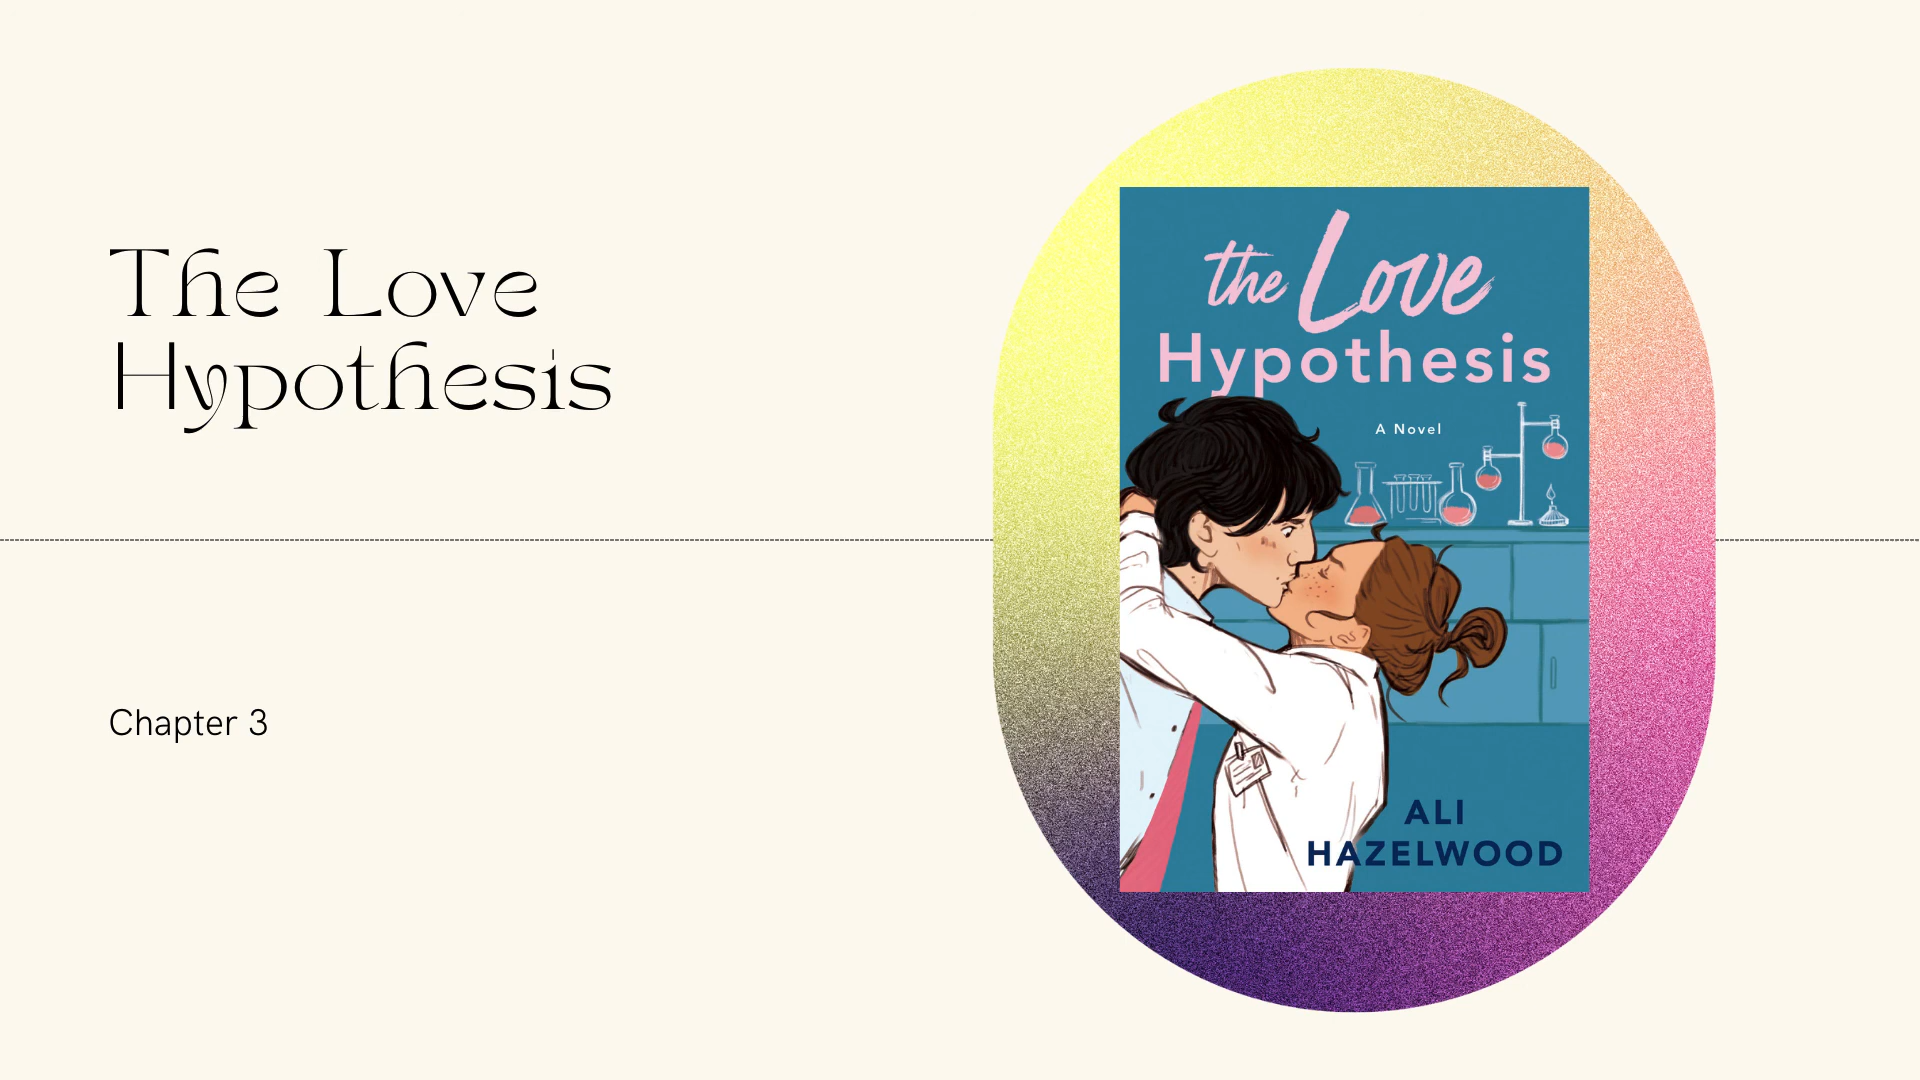 The Love
Hypothesis
Chapter 3
the Love
Hypothesis
A Novel
ALI
HAZELWOOD